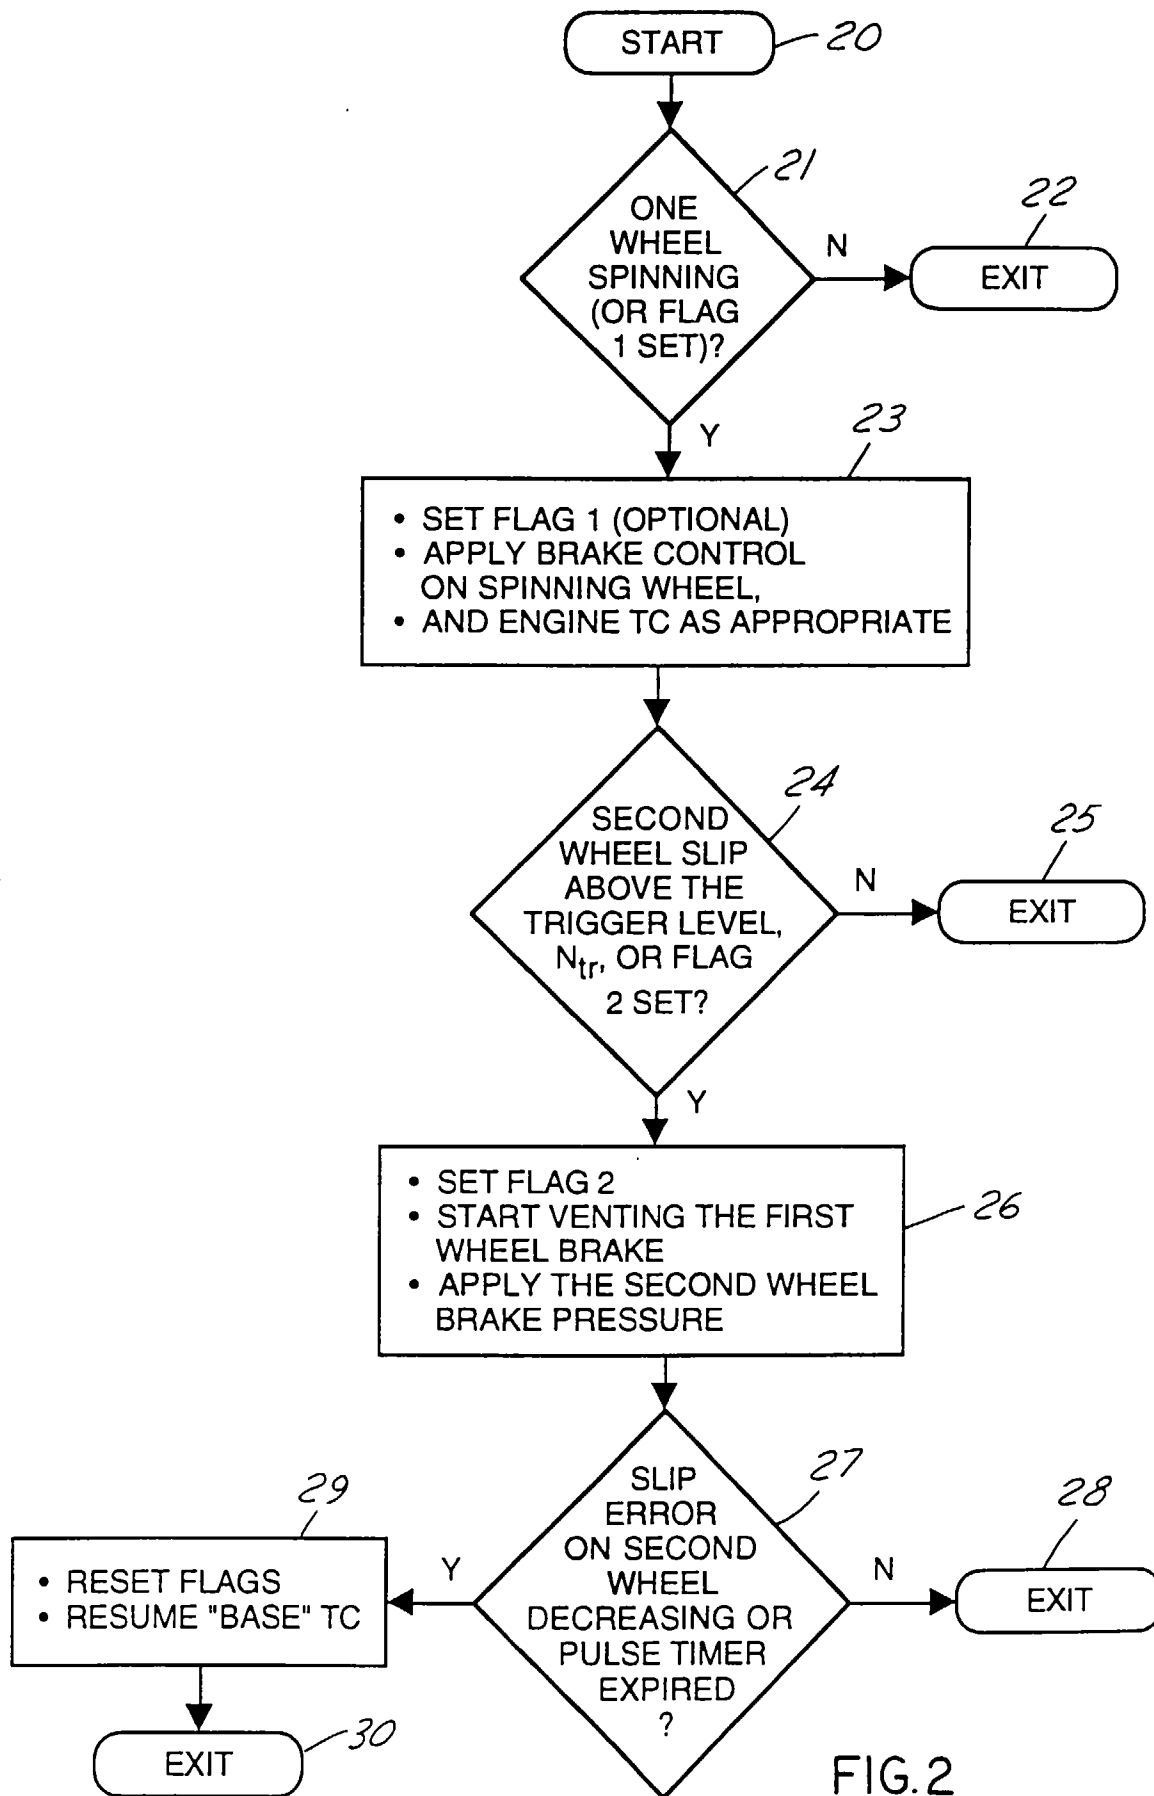 START
20
21
ONE
WHEEL
SPINNING
(OR FLAG
1 SET)?
N
22
EXIT
Y
23
• SET FLAG 1 (OPTIONAL)
• APPLY BRAKE CONTROL
ON SPINNING WHEEL,
• AND ENGINE TC AS APPROPRIATE
24
SECOND
WHEEL SLIP
ABOVE THE
TRIGGER LEVEL,
Ntr, OR FLAG
2 SET?
N
25
EXIT
Y
• SET FLAG 2
• START VENTING THE FIRST
WHEEL BRAKE
• APPLY THE SECOND WHEEL
BRAKE PRESSURE
26
27
SLIP
ERROR
ON SECOND
WHEEL
DECREASING OR
PULSE TIMER
EXPIRED
?
N
28
EXIT
Y
29
• RESET FLAGS
• RESUME "BASE" TC
30
EXIT
FIG.2